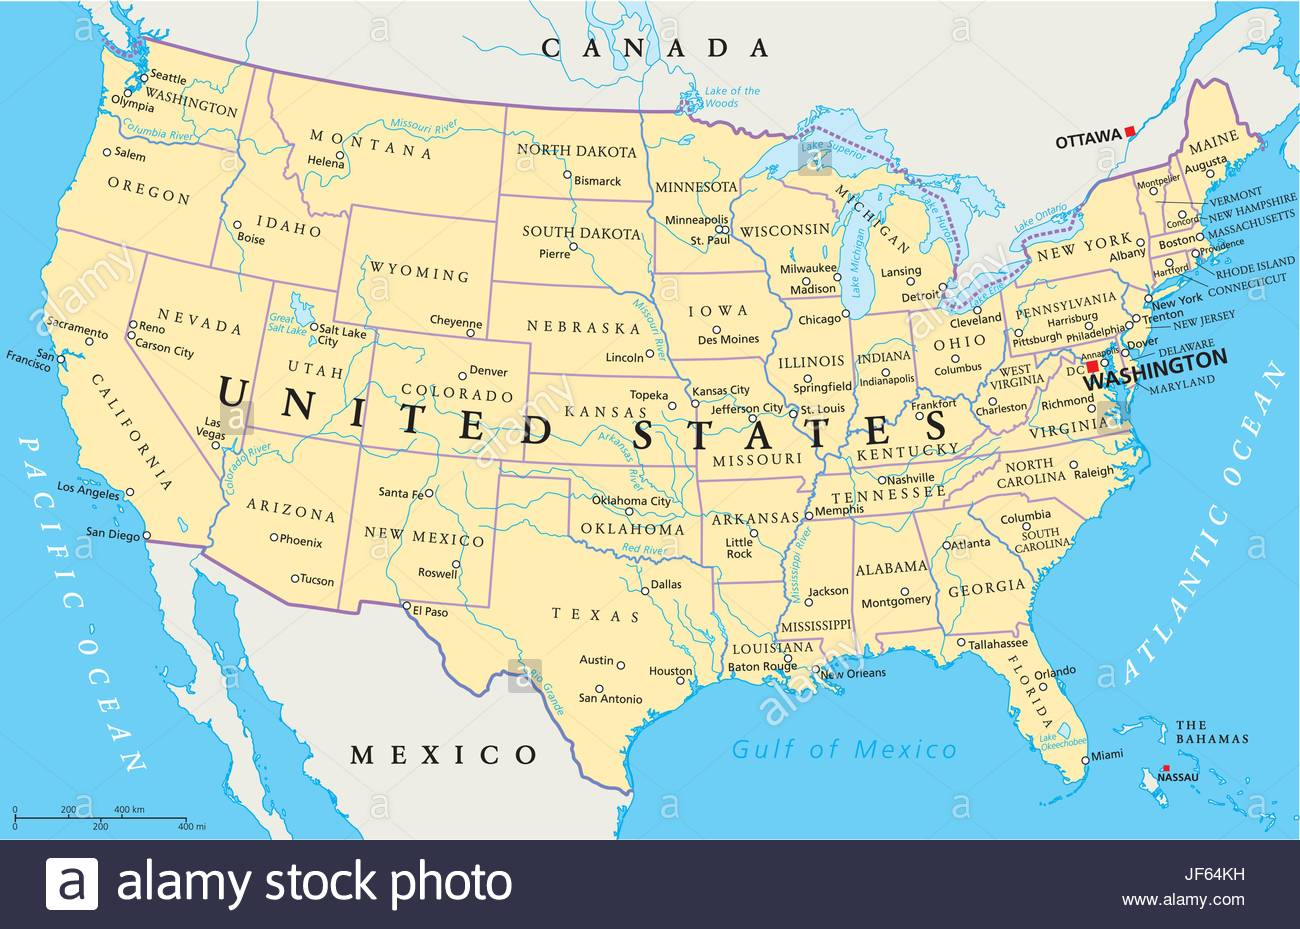 CANADA
Lake of the
Woods
Seattle
WASHINGTON
Olympia
Columbia River
Salem
OREGON
MONTANA
Missouri River
Helena
IDAHO
Boise
NORTH DAKOTA
Bismarck
SOUTH DAKOTA
Pierre
MINNESOTA
Minneapolis
St. Paul
Lake Superior
WISCONSIN
Milwaukee
Madison
MICHIGAN
Lake Michigan
Lake Huron
Lansing
Detroit
OTTAWA
Lake Ontario
Lake Erie
MAINE
Augusta
Montpelier
VERMONT
NEW HAMPSHIRE
Concord
MASSACHUSETTS
Boston
Providence
RHODE ISLAND
Hartford
CONNECTICUT
NEW YORK
Albany
New York
Trenton
NEW JERSEY
PENNSYLVANIA
Harrisburg
Pittsburgh
Philadelphia
Dover
DELAWARE
Annapolis
DC
WASHINGTON
MARYLAND
WYOMING
Cheyenne
NEBRASKA
Lincoln
Missouri River
IOWA
Des Moines
Chicago
ILLINOIS
Springfield
INDIANA
Indianapolis
OHIO
Cleveland
Columbus
WEST
VIRGINIA
Charleston
Richmond
VIRGINIA
NEVADA
Reno
Carson City
Sacramento
San
Francisco
CALIFORNIA
Las
Vegas
Los Angeles
San Diego
Great
Salt Lake
Salt Lake
City
UTAH
Colorado River
Denver
COLORADO
UNITED STATES
KANSAS
Topeka
Kansas City
Arkansas River
Jefferson City
St. Louis
MISSOURI
Frankfort
KENTUCKY
Nashville
TENNESSEE
Memphis
NORTH
CAROLINA
Raleigh
Columbia
SOUTH
CAROLINA
ARIZONA
Phoenix
Tucson
Santa Fe
NEW MEXICO
Roswell
El Paso
Oklahoma City
OKLAHOMA
Red River
ARKANSAS
Little
Rock
Mississippi River
ALABAMA
Montgomery
Atlanta
GEORGIA
Jackson
MISSISSIPPI
TEXAS
Dallas
Austin
San Antonio
Houston
Rio Grande
LOUISIANA
Baton Rouge
New Orleans
Tallahassee
FLORIDA
Orlando
Lake
Okeechobee
Miami
MEXICO
Gulf of Mexico
PACIFIC OCEAN
ATLANTIC OCEAN
THE
BAHAMAS
NASSAU
0 200 400 km
0 200 400 mi
alamy
alamy
alamy
alamy
alamy
a alamy stock photo
JF64KH
www.alamy.com